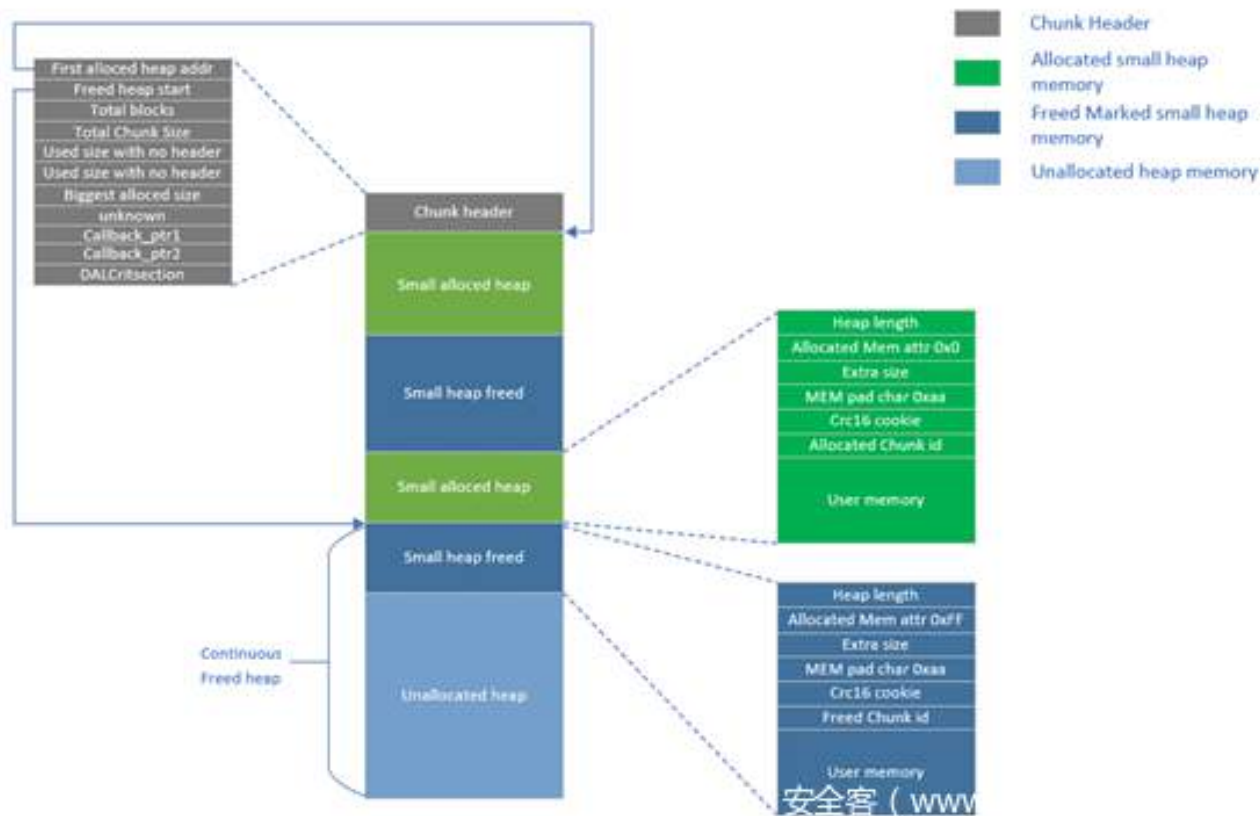 Chunk Header
Allocated small heap
memory
Freed Marked small heap
memory
Unallocated heap memory
First alloced heap addr
Freed heap start
Total blocks
Total Chunk Size
Used size with no header
Used size with no header
Biggest alloced size
unknown
Callback_ptr1
Callback_ptr2
DALCritsection
Chunk header
Small alloced heap
Small heap freed
Small alloced heap
Small heap freed
Unallocated heap
Continuous
Freed heap
Heap length
Allocated Mem attr 0x0
Extra size
MEM pad char 0xaa
Crc16 cookie
Allocated Chunk id
User memory
Heap length
Allocated Mem attr 0xFF
Extra size
MEM pad char 0xaa
Crc16 cookie
Freed Chunk id
User memory
安全客（www